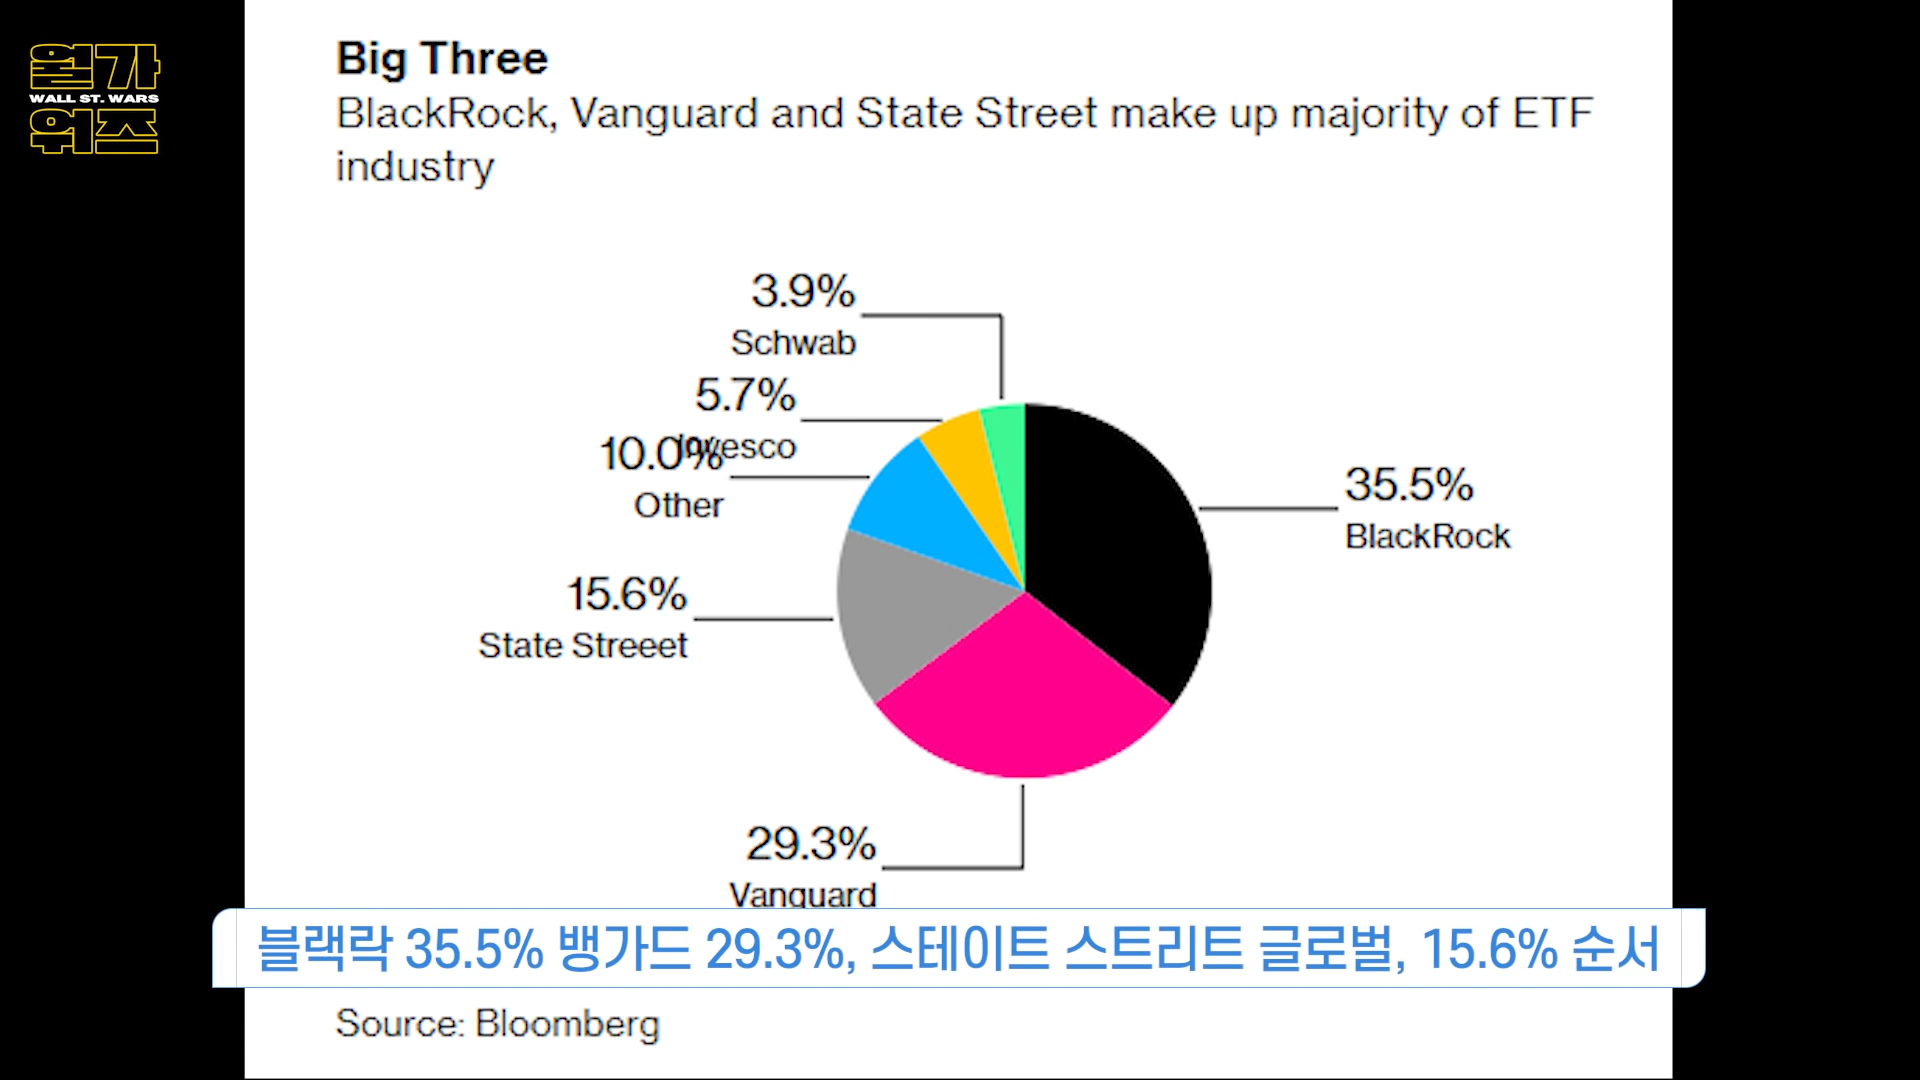 월가
WALL ST. WARS
워즈
Big Three
BlackRock, Vanguard and State Street make up majority of ETF
industry
3.9%
Schwab
5.7%
Invesco
10.0%
Other
35.5%
BlackRock
15.6%
State Streeet
29.3%
Vanguard
블랙락 35.5% 뱅가드 29.3%, 스테이트 스트리트 글로벌, 15.6% 순서
Source: Bloomberg